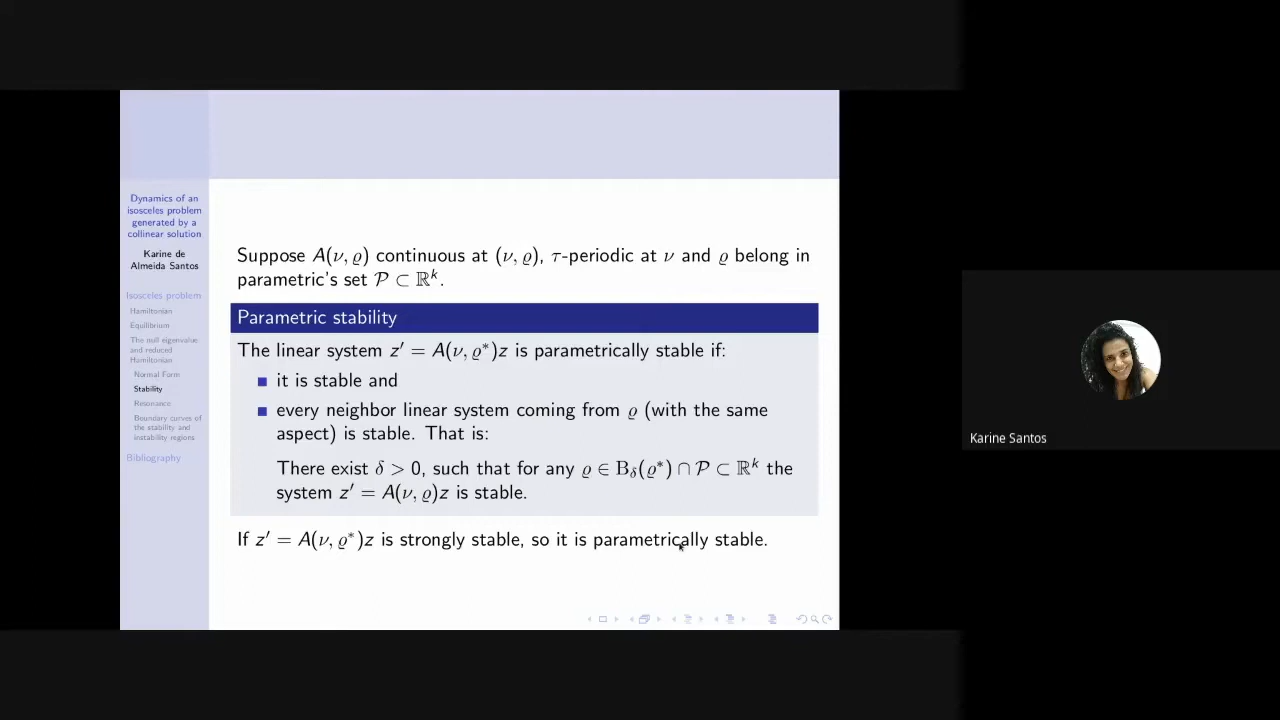 Dynamics of an
isosceles problem
generated by a
collinear solution
Karine de
Almeida Santos
Isosceles problem
Hamiltonian
Equilibrium
The null eigenvalue
and reduced
Hamiltonian
Normal Form
Stability
Resonance
Boundary curves of
the stability and
instability regions
Bibliography
Suppose A(ν, ϱ) continuous at (ν, ϱ), τ-periodic at ν and ϱ belong in
parametric's set 𝒫 ⊂ ℝᵏ.
Parametric stability
The linear system z′ = A(ν, ϱ*)z is parametrically stable if:
it is stable and
every neighbor linear system coming from ϱ (with the same
aspect) is stable. That is:
There exist δ > 0, such that for any ϱ ∈ B_δ(ϱ*) ∩ 𝒫 ⊂ ℝᵏ the
system z′ = A(ν, ϱ)z is stable.
If z′ = A(ν, ϱ*)z is strongly stable, so it is parametrically stable.
Karine Santos